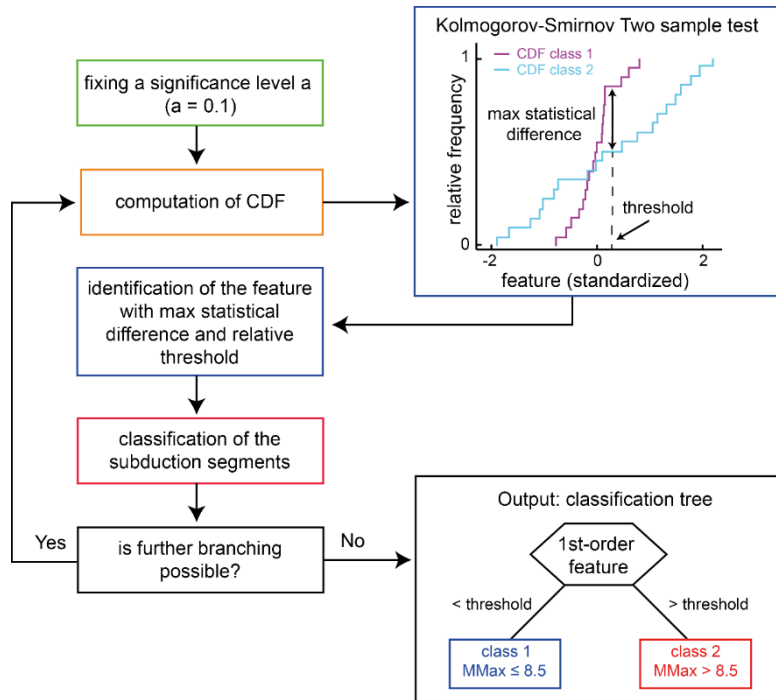 fixing a significance level a
(a = 0.1)
computation of CDF
Kolmogorov-Smirnov Two sample test
1
CDF class 1
CDF class 2
max statistical
difference
relative frequency
threshold
0
-2
0
2
feature (standardized)
identification of the feature
with max statistical
difference and relative
threshold
classification of the
subduction segments
Yes
is further branching
possible?
No
Output: classification tree
1st-order
feature
< threshold
> threshold
class 1
MMax ≤ 8.5
class 2
MMax > 8.5